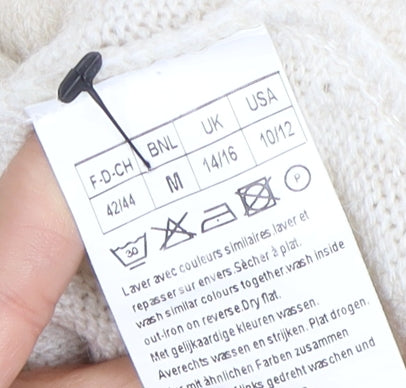 F-D-CH BNL UK USA
42/44 M 14/16 10/12
30 P
Laver avec couleurs similaires.laver et
repasser sur envers.Sècher à plat.
wash similar colours together.wash inside
out-iron on reverse.Dry flat.
Met gelijkaardige kleuren wassen.
Averechts wassen en strijken. Plat drogen.
mit ähnlichen Farben zusammen
links gedreht waschen und